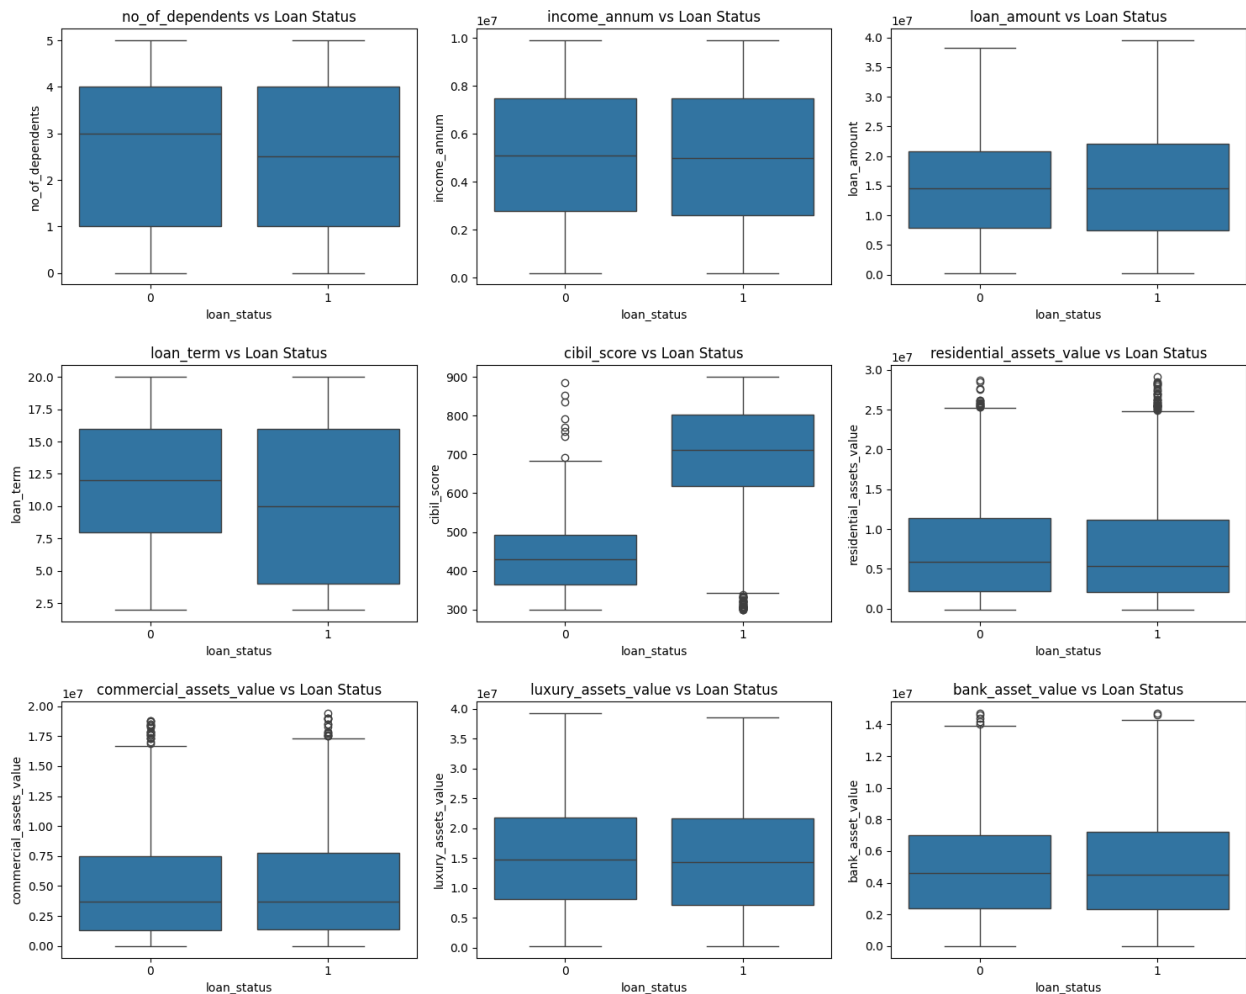 no_of_dependents vs Loan Status
no_of_dependents
5
4
3
2
1
0
0 1
loan_status
income_annum vs Loan Status
1e7
income_annum
1.0
0.8
0.6
0.4
0.2
0.0
0 1
loan_status
loan_amount vs Loan Status
1e7
loan_amount
4.0
3.5
3.0
2.5
2.0
1.5
1.0
0.5
0.0
0 1
loan_status
loan_term vs Loan Status
loan_term
20.0
17.5
15.0
12.5
10.0
7.5
5.0
2.5
0 1
loan_status
cibil_score vs Loan Status
cibil_score
900
800
700
600
500
400
300
0 1
loan_status
residential_assets_value vs Loan Status
1e7
residential_assets_value
3.0
2.5
2.0
1.5
1.0
0.5
0.0
0 1
loan_status
commercial_assets_value vs Loan Status
1e7
commercial_assets_value
2.00
1.75
1.50
1.25
1.00
0.75
0.50
0.25
0.00
0 1
loan_status
luxury_assets_value vs Loan Status
1e7
luxury_assets_value
4.0
3.5
3.0
2.5
2.0
1.5
1.0
0.5
0.0
0 1
loan_status
bank_asset_value vs Loan Status
1e7
bank_asset_value
1.4
1.2
1.0
0.8
0.6
0.4
0.2
0.0
0 1
loan_status